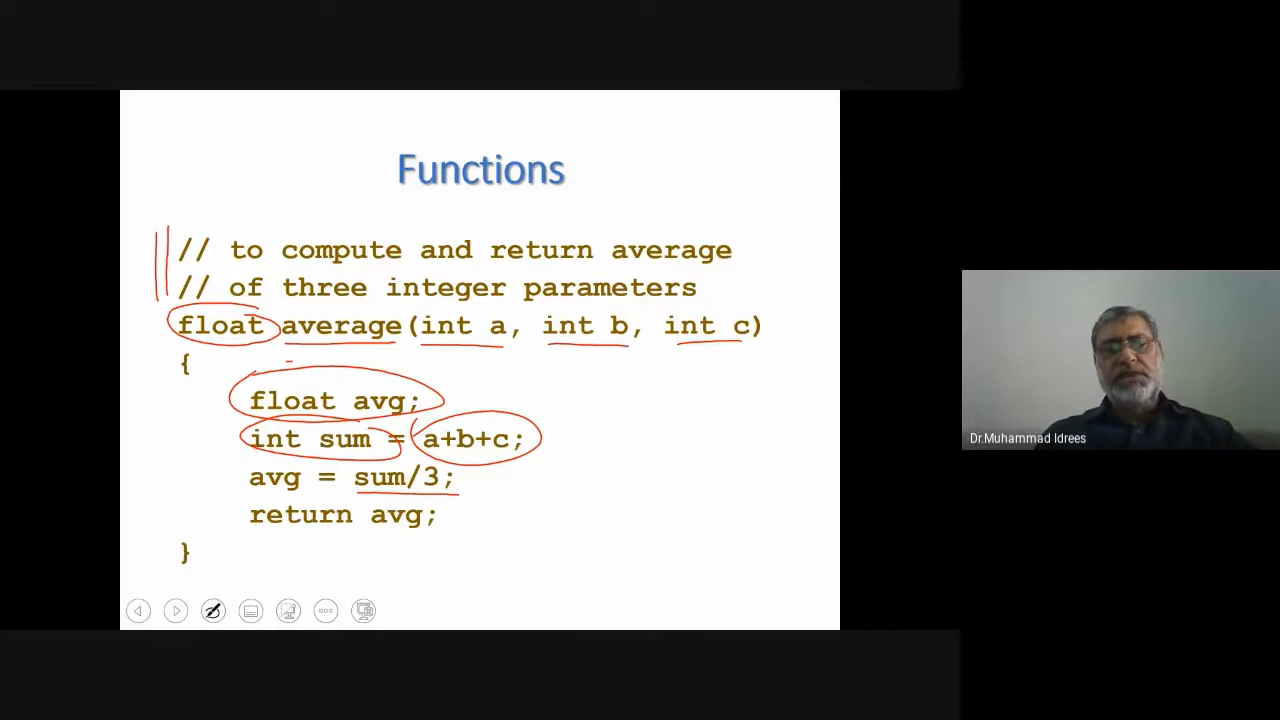 Functions
// to compute and return average
// of three integer parameters
float average(int a, int b, int c)
{
float avg;
int sum = a+b+c;
avg = sum/3;
return avg;
}
Dr.Muhammad Idrees